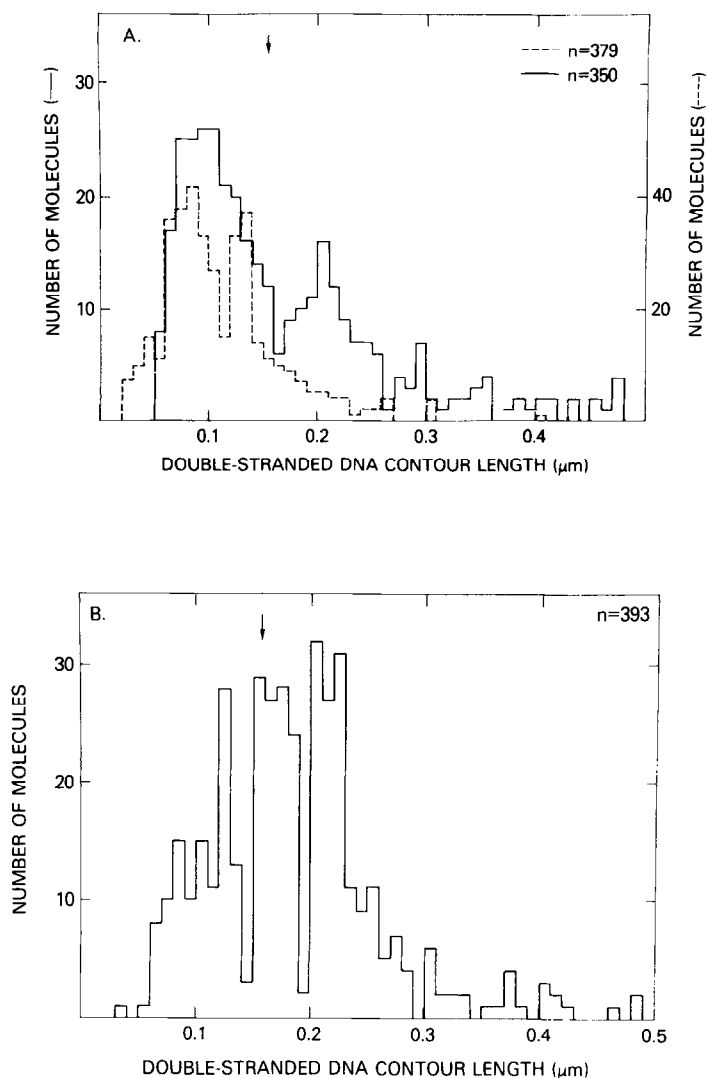 A.
n=379
n=350
NUMBER OF MOLECULES (—)
30
20
10
NUMBER OF MOLECULES (----)
40
20
0.1
0.2
0.3
0.4
DOUBLE-STRANDED DNA CONTOUR LENGTH (μm)
B.
n=393
NUMBER OF MOLECULES
30
20
10
0.1
0.2
0.3
0.4
0.5
DOUBLE-STRANDED DNA CONTOUR LENGTH (μm)